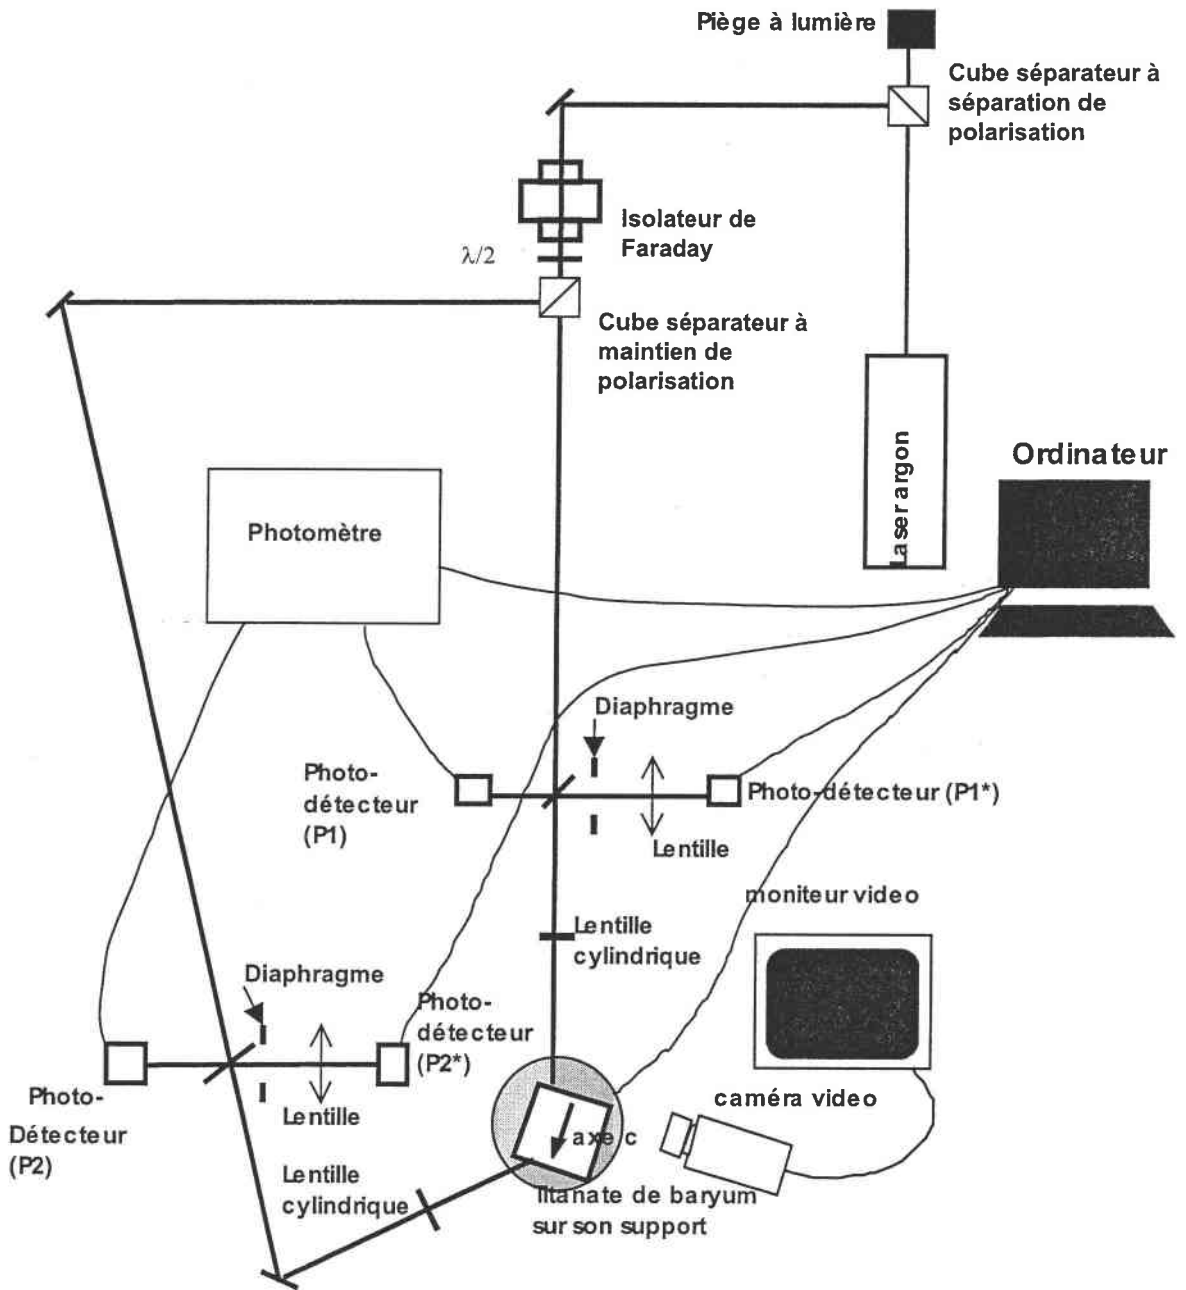 Piège à lumière
Cube séparateur à
séparation de
polarisation
Isolateur de
Faraday
λ/2
Cube séparateur à
maintien de
polarisation
Laser argon
Ordinateur
Photomètre
Diaphragme
Photo-
détecteur
(P1)
Photo-détecteur (P1*)
Lentille
moniteur video
Lentille
cylindrique
Diaphragme
Photo-
détecteur
(P2*)
Photo-
Détecteur
(P2)
Lentille
caméra video
axe c
Lentille
cylindrique
Titanate de baryum
sur son support